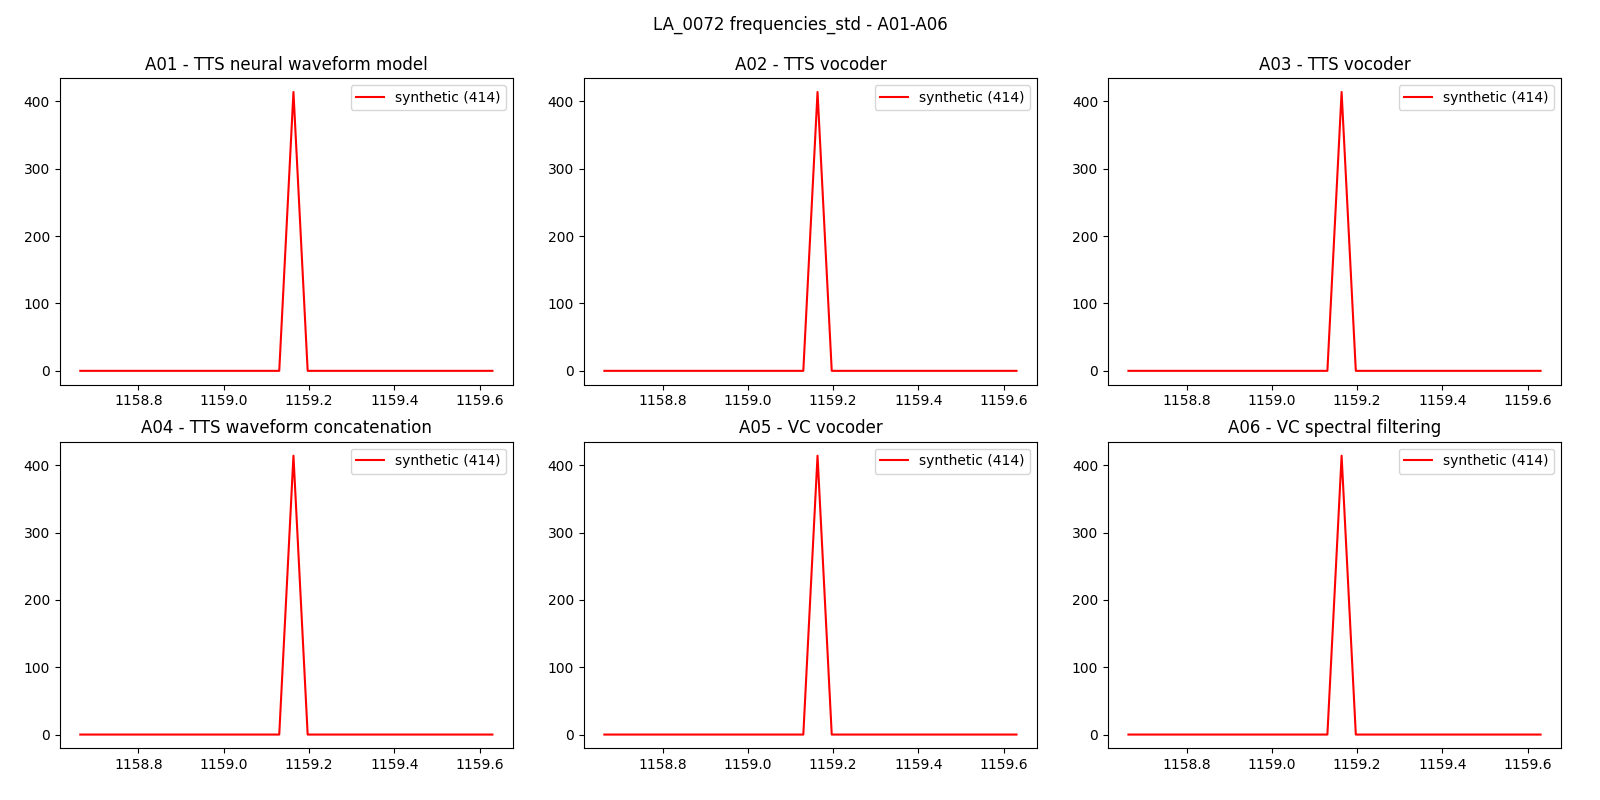 LA_0072 frequencies_std - A01-A06
A01 - TTS neural waveform model
A02 - TTS vocoder
A03 - TTS vocoder
synthetic (414)
synthetic (414)
synthetic (414)
400
300
200
100
0
400
300
200
100
0
400
300
200
100
0
1158.8 1159.0 1159.2 1159.4 1159.6
1158.8 1159.0 1159.2 1159.4 1159.6
1158.8 1159.0 1159.2 1159.4 1159.6
A04 - TTS waveform concatenation
A05 - VC vocoder
A06 - VC spectral filtering
synthetic (414)
synthetic (414)
synthetic (414)
400
300
200
100
0
400
300
200
100
0
400
300
200
100
0
1158.8 1159.0 1159.2 1159.4 1159.6
1158.8 1159.0 1159.2 1159.4 1159.6
1158.8 1159.0 1159.2 1159.4 1159.6